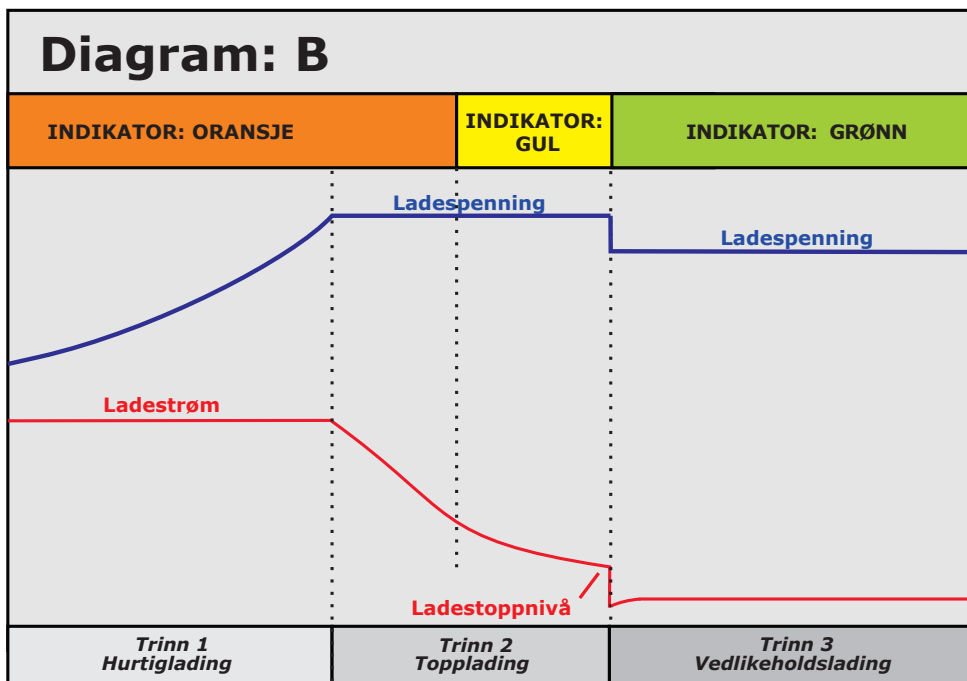 Diagram: B
INDIKATOR: ORANSJE
INDIKATOR:
GUL
INDIKATOR: GRØNN
Ladespenning
Ladespenning
Ladestrøm
Ladestoppnivå
Trinn 1
Hurtiglading
Trinn 2
Topplading
Trinn 3
Vedlikeholdslading